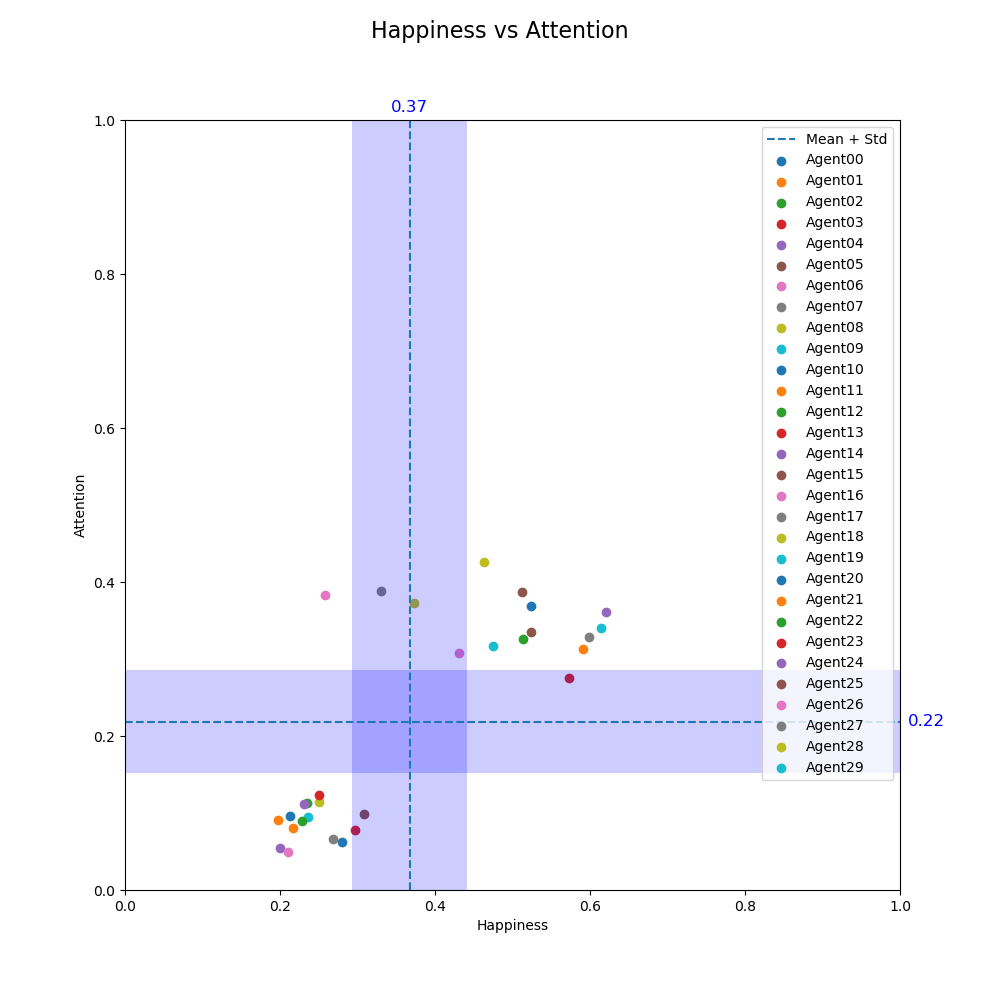 Happiness vs Attention
0.37
1.0
0.8
0.6
0.4
0.2
0.0
Attention
Mean + Std
Agent00
Agent01
Agent02
Agent03
Agent04
Agent05
Agent06
Agent07
Agent08
Agent09
Agent10
Agent11
Agent12
Agent13
Agent14
Agent15
Agent16
Agent17
Agent18
Agent19
Agent20
Agent21
Agent22
Agent23
Agent24
Agent25
Agent26
Agent27
Agent28
Agent29
0.22
0.0 0.2 0.4 0.6 0.8 1.0
Happiness